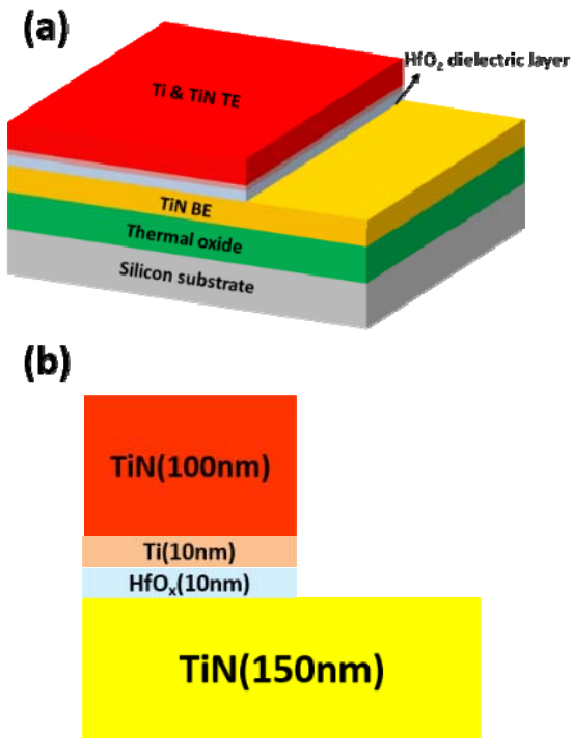 (a)
HfO₂ dielectric layer
Ti & TiN TE
TiN BE
Thermal oxide
Silicon substrate
(b)
TiN(100nm)
Ti(10nm)
HfOₓ(10nm)
TiN(150nm)